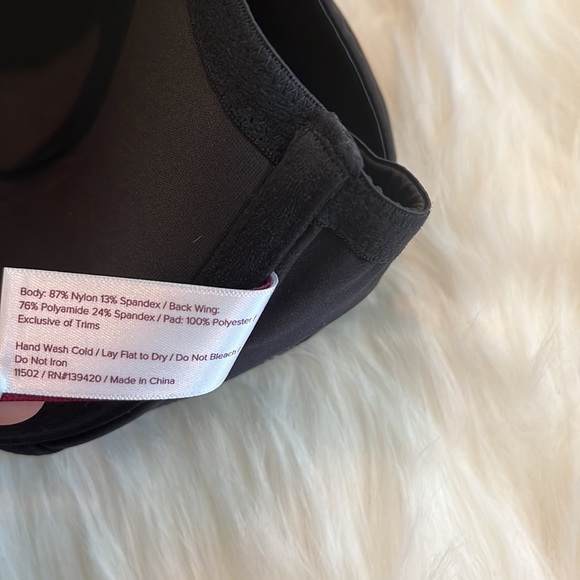 Body: 87% Nylon 13% Spandex / Back Wing:
76% Polyamide 24% Spandex / Pad: 100% Polyester /
Exclusive of Trims
Hand Wash Cold / Lay Flat to Dry / Do Not Bleach
Do Not Iron
11502 / RN#139420 / Made in China